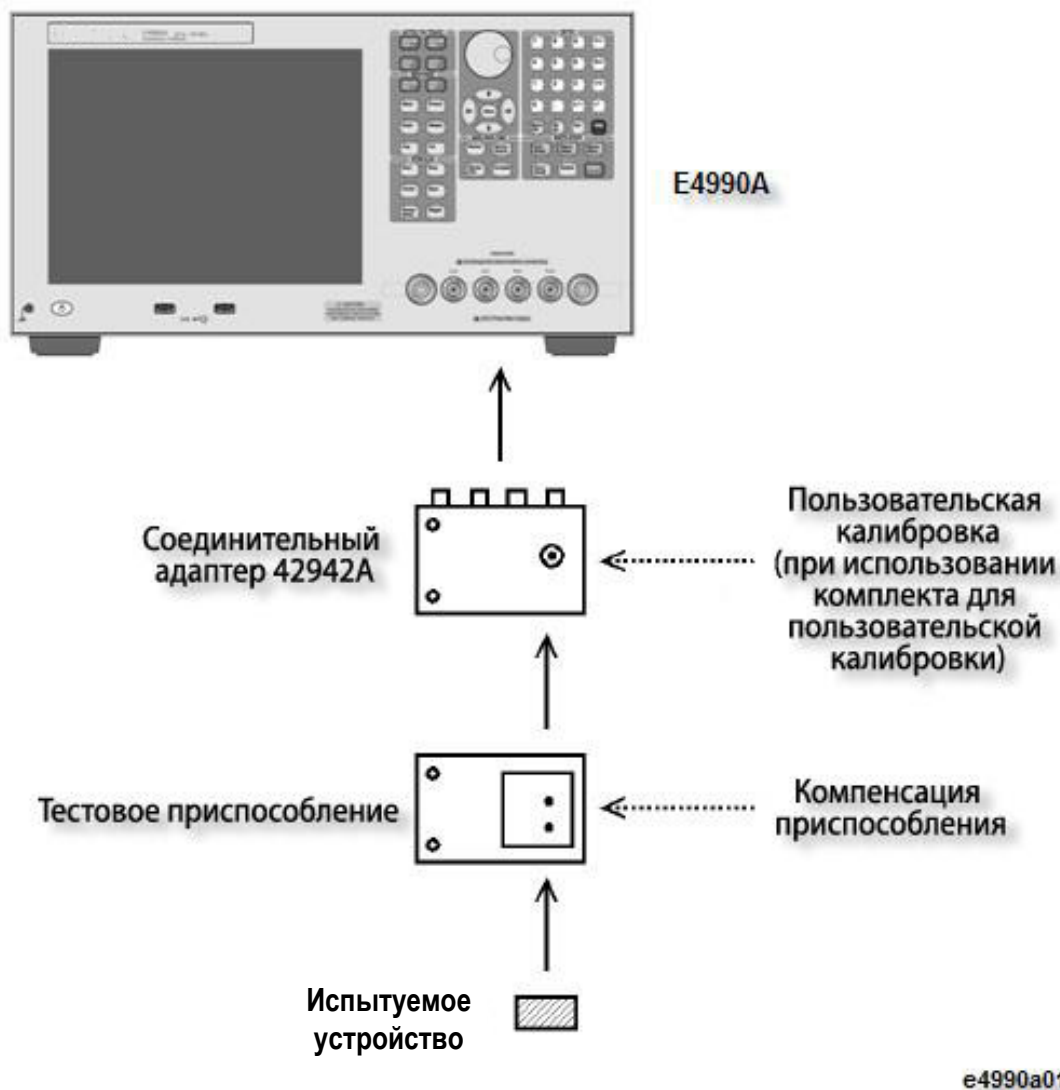 E4990A
Соединительный
адаптер 42942A
Пользовательская
калибровка
(при использовании
комплекта для
пользовательской
калибровки)
Тестовое приспособление
Компенсация
приспособления
Испытуемое
устройство
e4990a01